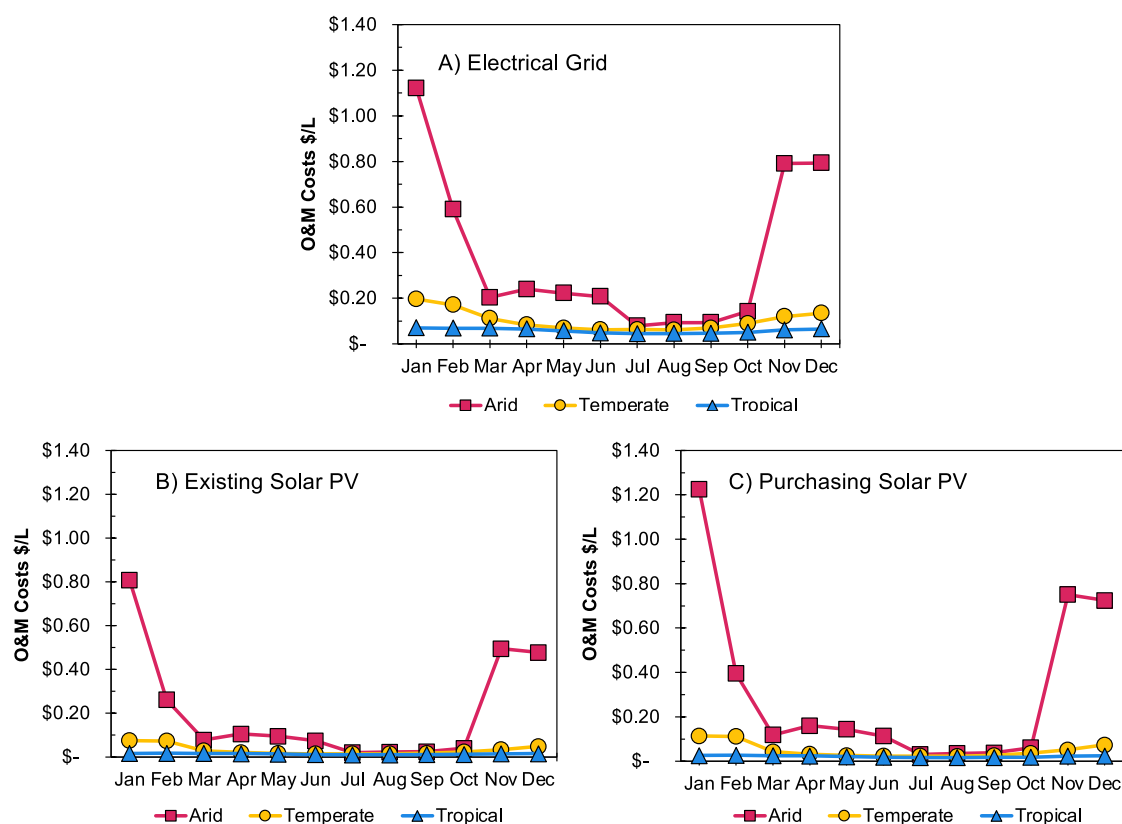 A) Electrical Grid
O&M Costs $/L
$1.40
$1.20
$1.00
$0.80
$0.60
$0.40
$0.20
$-
Jan Feb Mar Apr May Jun Jul Aug Sep Oct Nov Dec
Arid Temperate Tropical
B) Existing Solar PV
O&M Costs $/L
$1.40
$1.20
$1.00
$0.80
$0.60
$0.40
$0.20
$-
Jan Feb Mar Apr May Jun Jul Aug Sep Oct Nov Dec
Arid Temperate Tropical
C) Purchasing Solar PV
O&M Costs $/L
$1.40
$1.20
$1.00
$0.80
$0.60
$0.40
$0.20
$-
Jan Feb Mar Apr May Jun Jul Aug Sep Oct Nov Dec
Arid Temperate Tropical